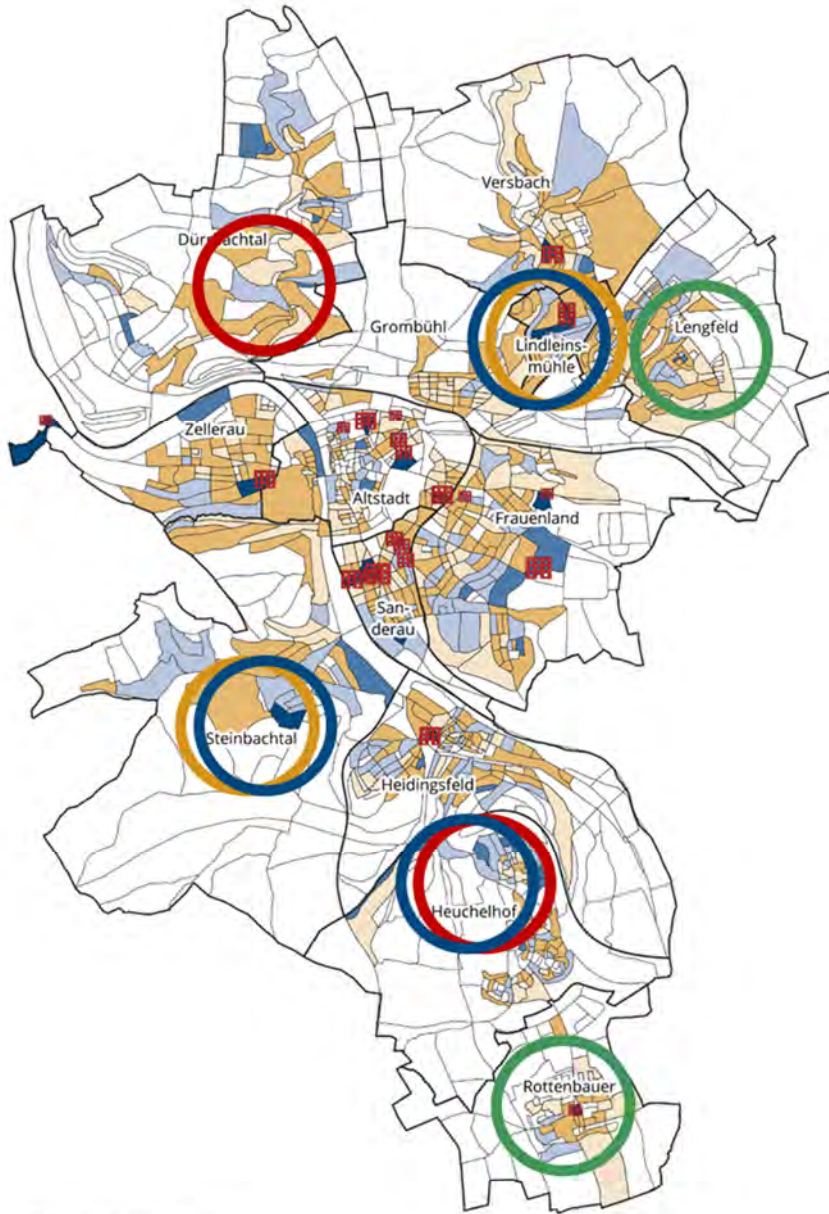 Versbach
Dürrbachtal
Grombühl
Lindleins-
mühle
Lengfeld
Zellerau
Altstadt
Frauenland
San-
derau
Steinbachtal
Heidingsfeld
Heuchelhof
Rottenbauer